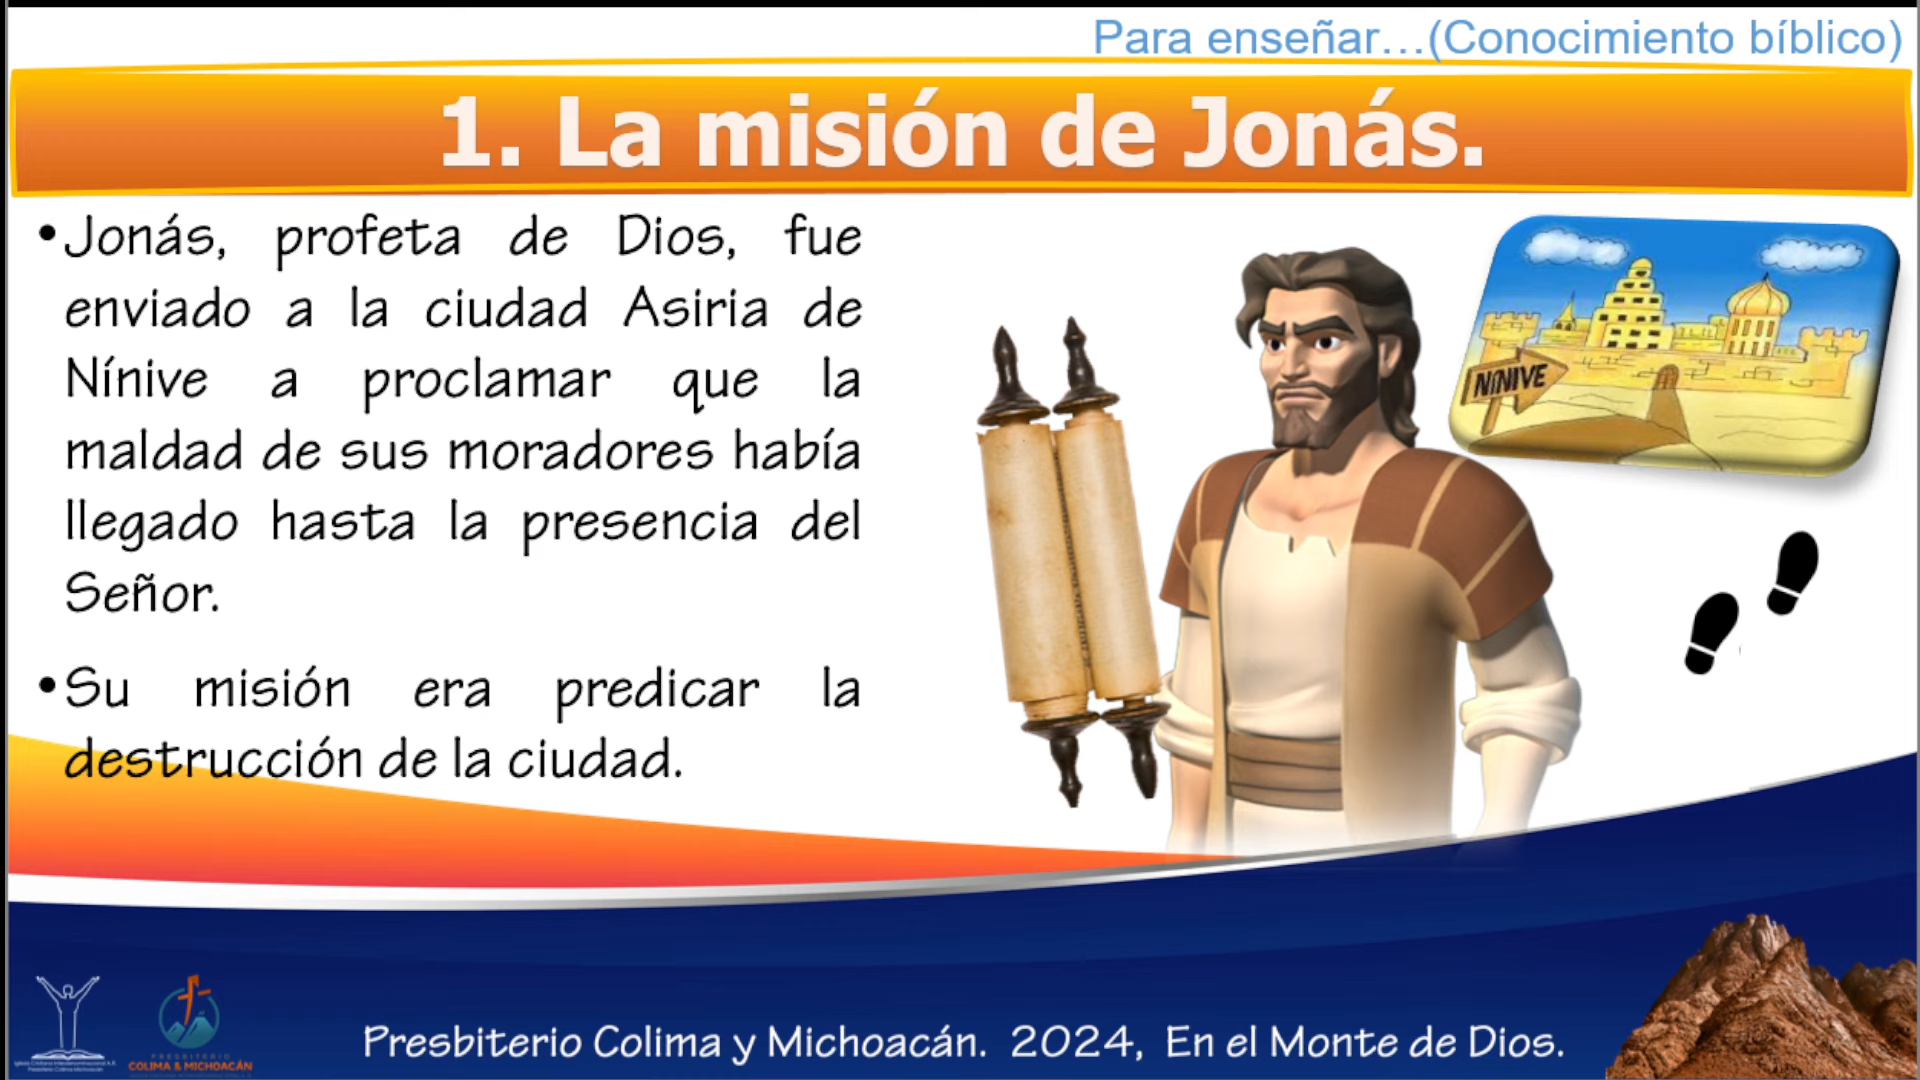 Para enseñar...(Conocimiento bíblico)
1. La misión de Jonás.
•Jonás, profeta de Dios, fue
enviado a la ciudad Asiria de
Nínive a proclamar que la
maldad de sus moradores había
llegado hasta la presencia del
Señor.
•Su misión era predicar la
destrucción de la ciudad.
NÍNIVE
PRESBITERIO
COLIMA & MICHOACÁN
Presbiterio Colima y Michoacán. 2024, En el Monte de Dios.